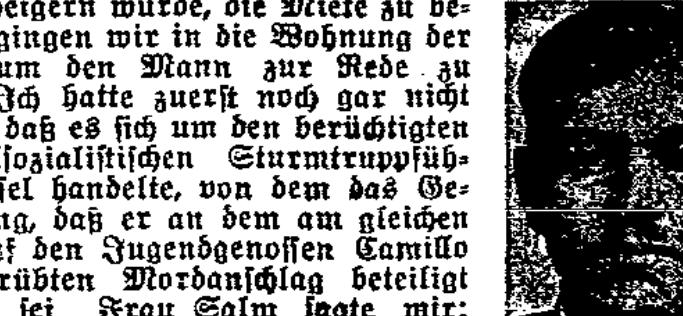 weigern würde, die Miete zu be-
gingen wir in die Wohnung der
um den Mann zur Rede zu
Ich hatte zuerst noch gar nicht
daß es sich um den berüchtigten
lsozialistischen Sturmtruppfüh-
sel handelte, von dem das Ge-
ng, daß er an dem am gleichen
f den Jugendgenossen Camillo
rübten Mordanschlag beteiligt
sei. Frau Salm sagte mir: